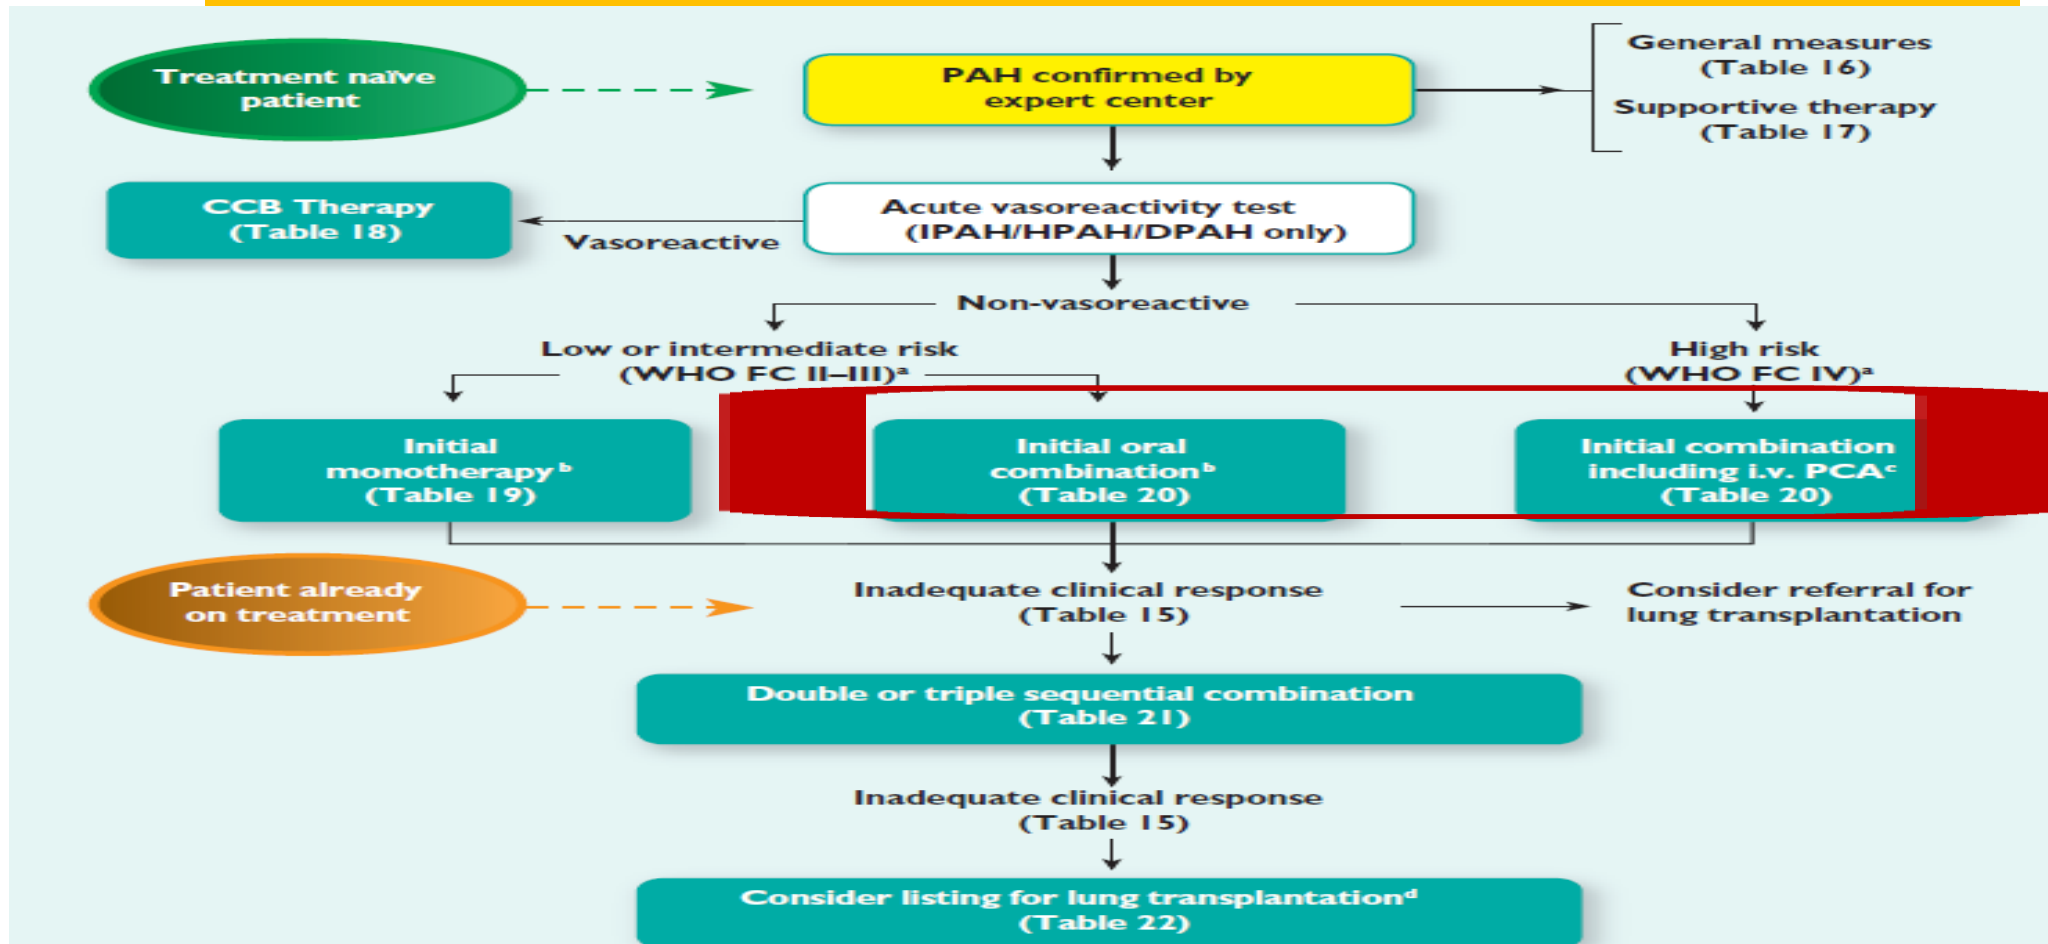 Treatment naïve
patient
PAH confirmed by
expert center
General measures
(Table 16)
Supportive therapy
(Table 17)
CCB Therapy
(Table 18)
Vasoreactive
Acute vasoreactivity test
(IPAH/HPAH/DPAH only)
Non-vasoreactive
Low or intermediate risk
(WHO FC II–III)ᵃ
High risk
(WHO FC IV)ᵃ
Initial
monotherapyᵇ
(Table 19)
Initial oral
combinationᵇ
(Table 20)
Initial combination
including i.v. PCAᶜ
(Table 20)
Patient already
on treatment
Inadequate clinical response
(Table 15)
Consider referral for
lung transplantation
Double or triple sequential combination
(Table 21)
Inadequate clinical response
(Table 15)
Consider listing for lung transplantationᵈ
(Table 22)